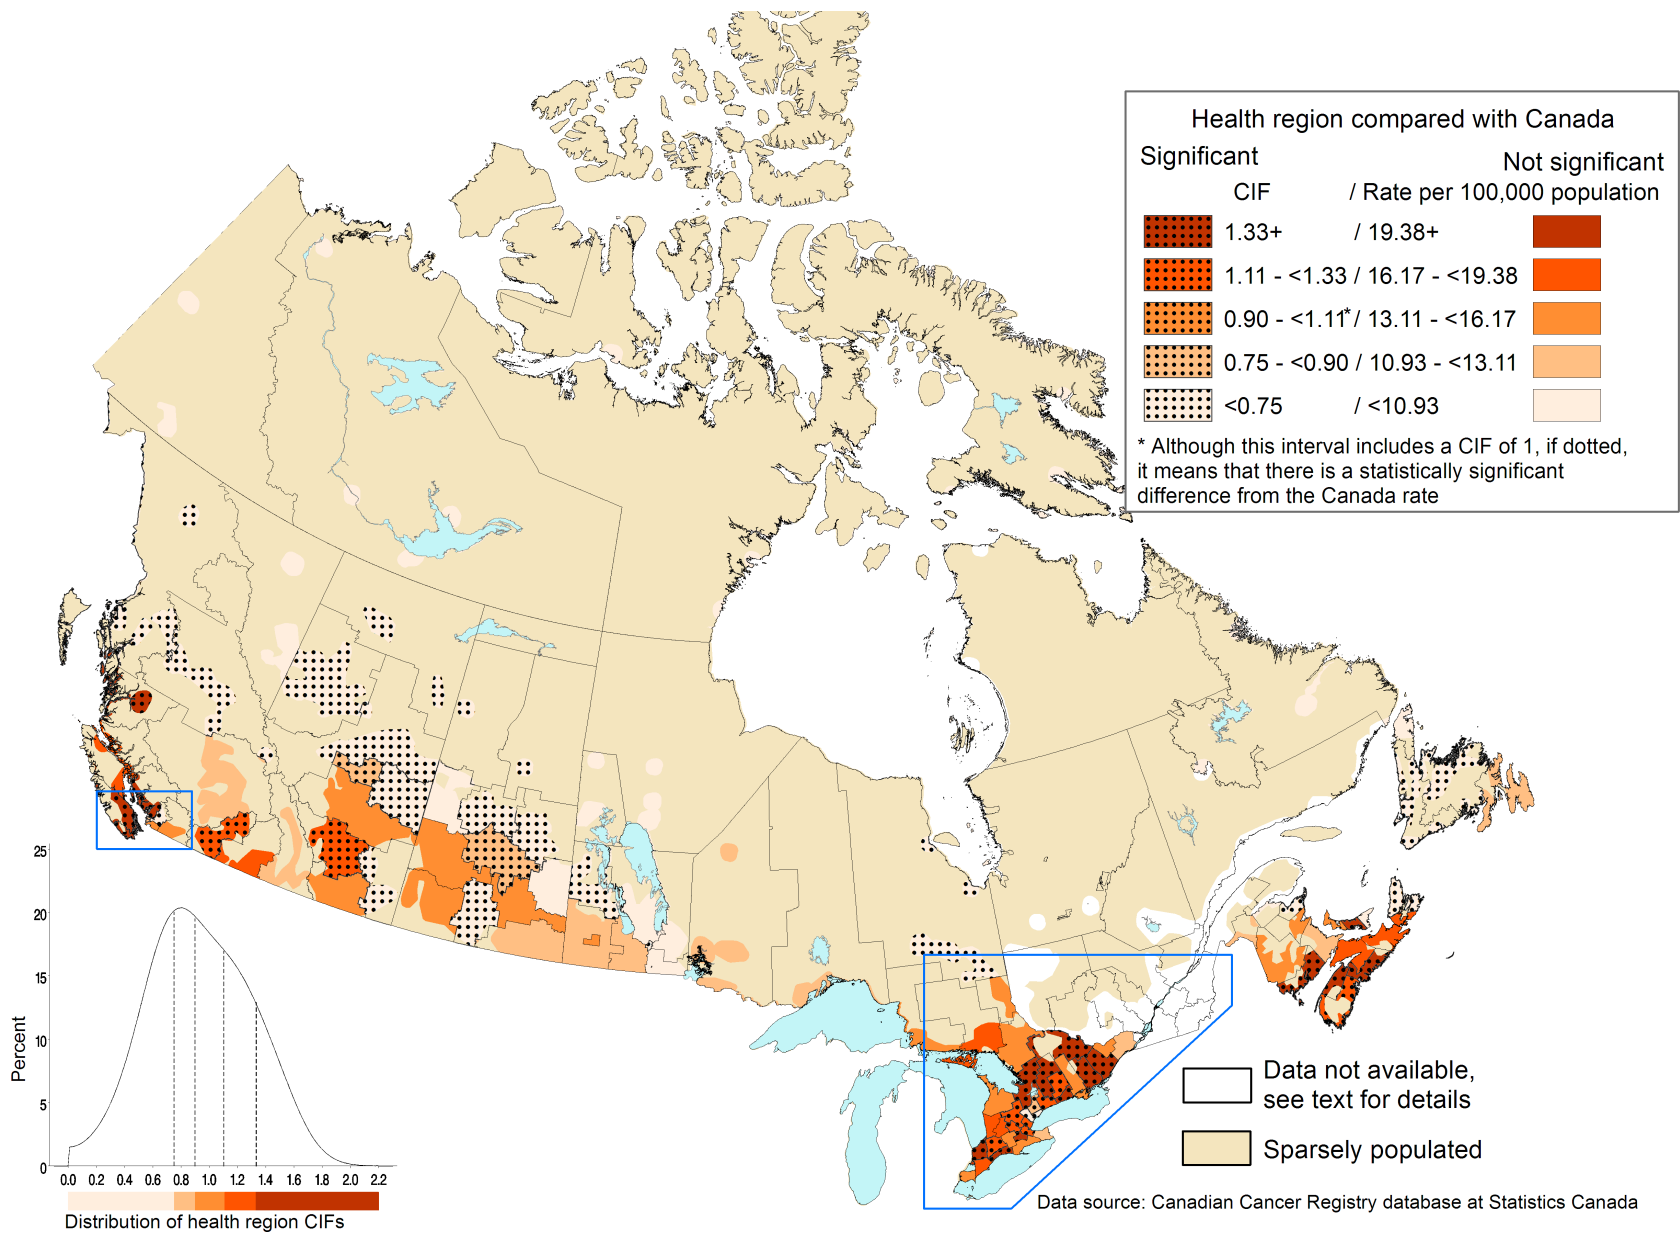 Health region compared with Canada
Significant
Not significant
CIF / Rate per 100,000 population
1.33+ / 19.38+
1.11 - <1.33 / 16.17 - <19.38
0.90 - <1.11* / 13.11 - <16.17
0.75 - <0.90 / 10.93 - <13.11
<0.75 / <10.93
* Although this interval includes a CIF of 1, if dotted,
it means that there is a statistically significant
difference from the Canada rate
25
20
15
10
5
0
Percent
0.0 0.2 0.4 0.6 0.8 1.0 1.2 1.4 1.6 1.8 2.0 2.2
Distribution of health region CIFs
Data not available,
see text for details
Sparsely populated
Data source: Canadian Cancer Registry database at Statistics Canada